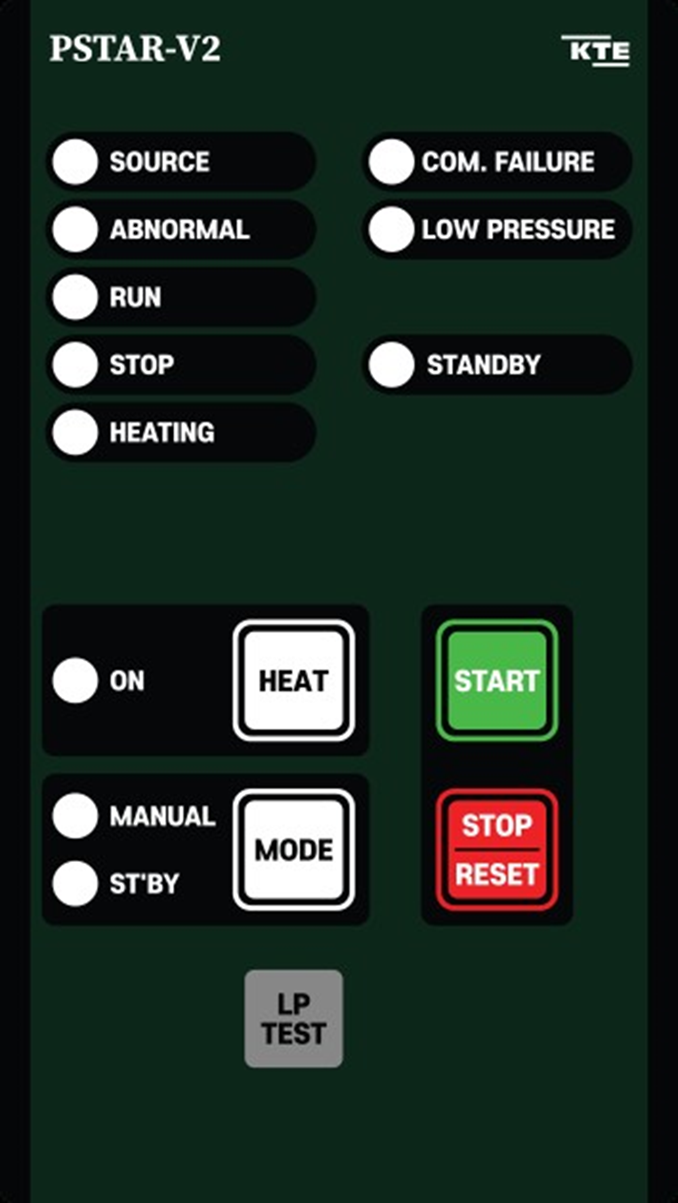 PSTAR-V2
KTE
SOURCE
COM. FAILURE
ABNORMAL
LOW PRESSURE
RUN
STOP
STANDBY
HEATING
ON
HEAT
START
MANUAL
ST'BY
MODE
STOP
RESET
LP
TEST